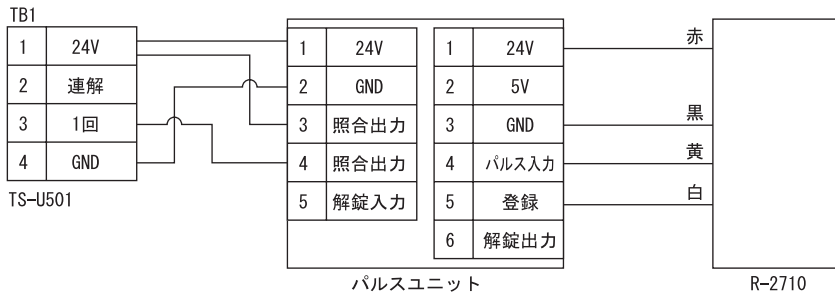 TB1
1 24V
2 連解
3 1回
4 GND
TS-U501
1 24V
2 GND
3 照合出力
4 照合出力
5 解錠入力
1 24V
2 5V
3 GND
4 パルス入力
5 登録
6 解錠出力
パルスユニット
赤
黒
黄
白
R-2710